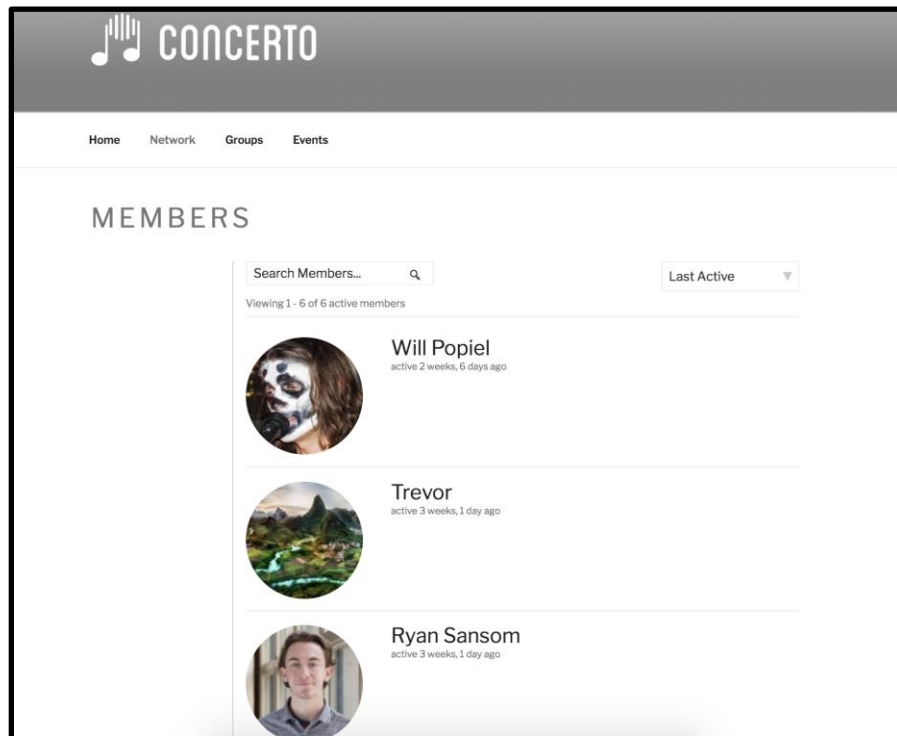 CONCERTO
Home Network Groups Events
MEMBERS
Search Members...
Last Active
Viewing 1 - 6 of 6 active members
Will Popiel
active 2 weeks, 6 days ago
Trevor
active 3 weeks, 1 day ago
Ryan Sansom
active 3 weeks, 1 day ago